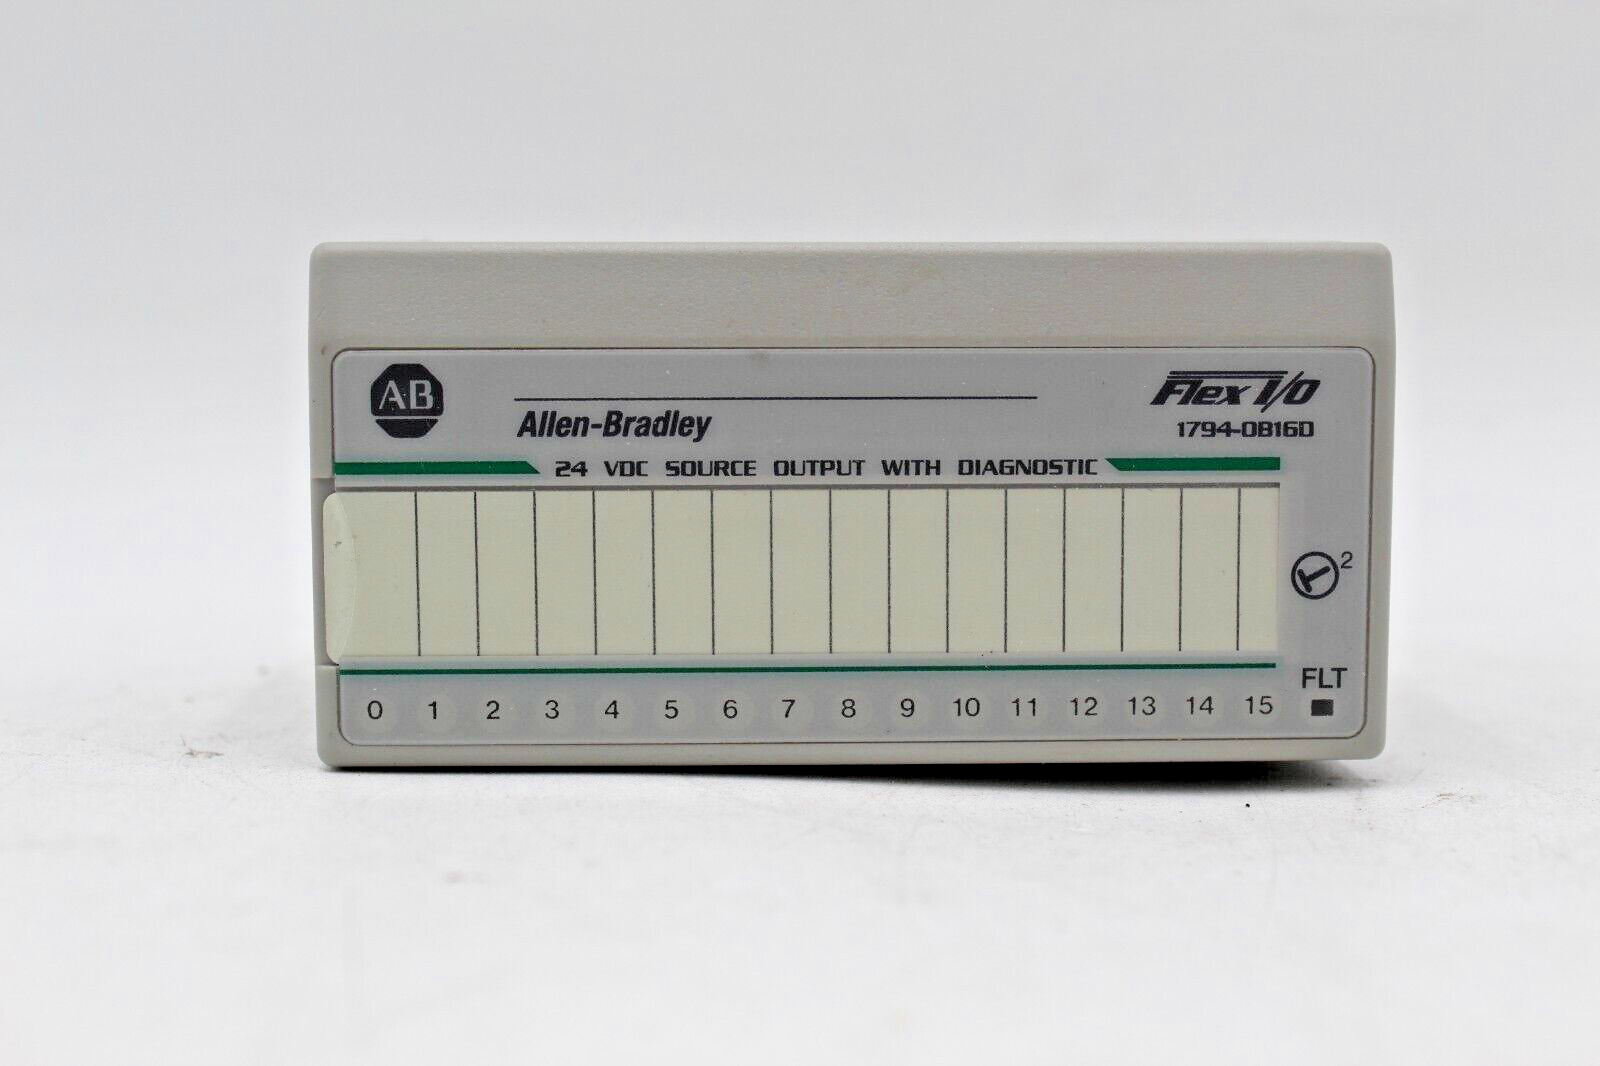 AB
Allen-Bradley
Flex I/O
1794-OB16D
24 VDC SOURCE OUTPUT WITH DIAGNOSTIC
2
FLT
0 1 2 3 4 5 6 7 8 9 10 11 12 13 14 15